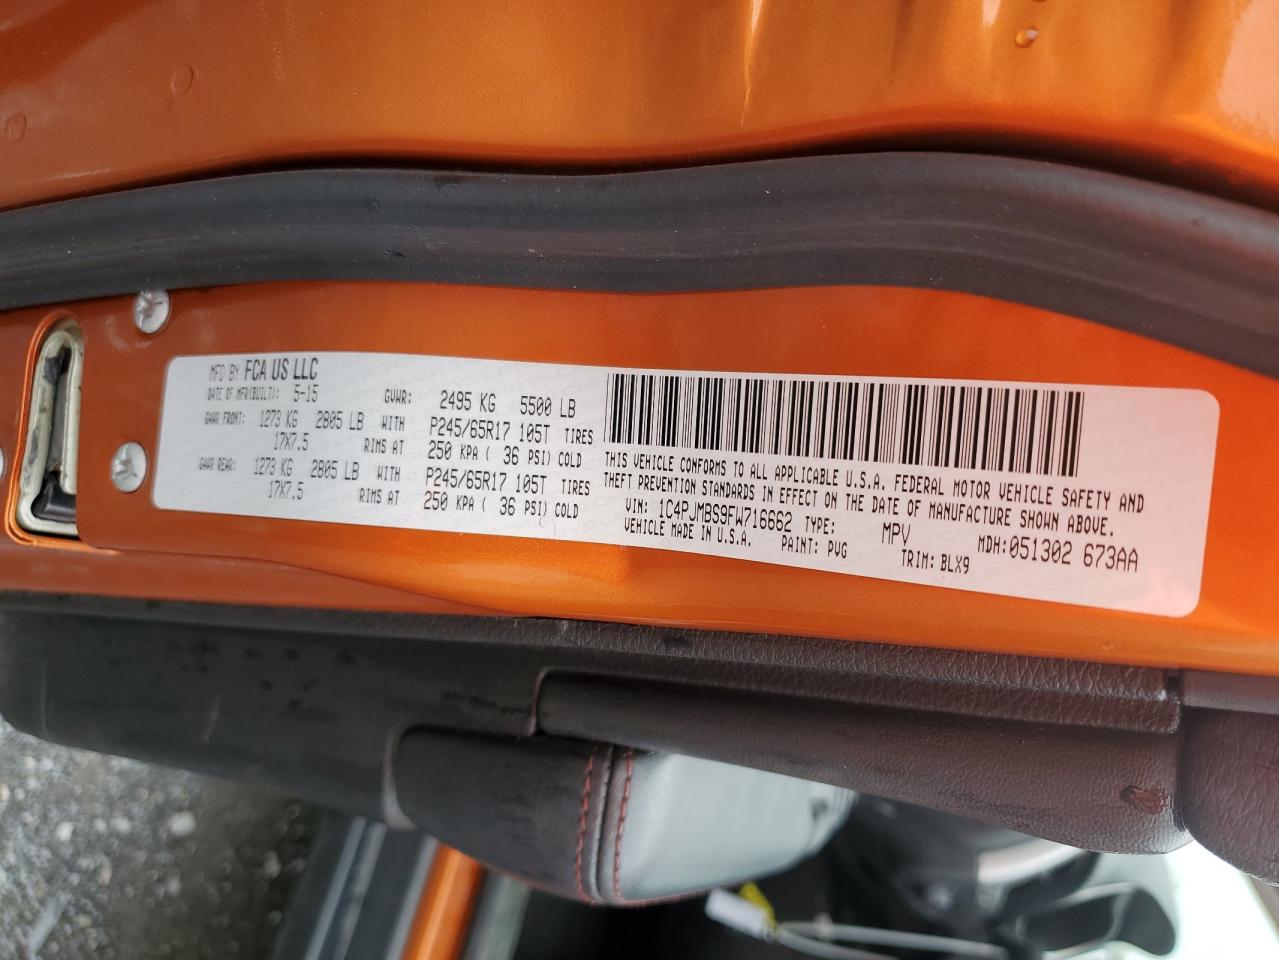 MFD BY FCA US LLC
DATE OF MFR(BUILT): 5-15 GVWR: 2495 KG 5500 LB
GAWR FRONT: 1273 KG 2805 LB WITH P245/65R17 105T TIRES
17X7.5 RIMS AT 250 KPA ( 36 PSI) COLD
GAWR REAR: 1273 KG 2805 LB WITH P245/65R17 105T TIRES
17X7.5 RIMS AT 250 KPA ( 36 PSI) COLD
THIS VEHICLE CONFORMS TO ALL APPLICABLE U.S.A. FEDERAL MOTOR VEHICLE SAFETY AND
THEFT PREVENTION STANDARDS IN EFFECT ON THE DATE OF MANUFACTURE SHOWN ABOVE.
VIN: 1C4PJMBS9FW716662 TYPE: MPV MDH:051302 673AA
VEHICLE MADE IN U.S.A. PAINT: PVG TRIM: BLX9